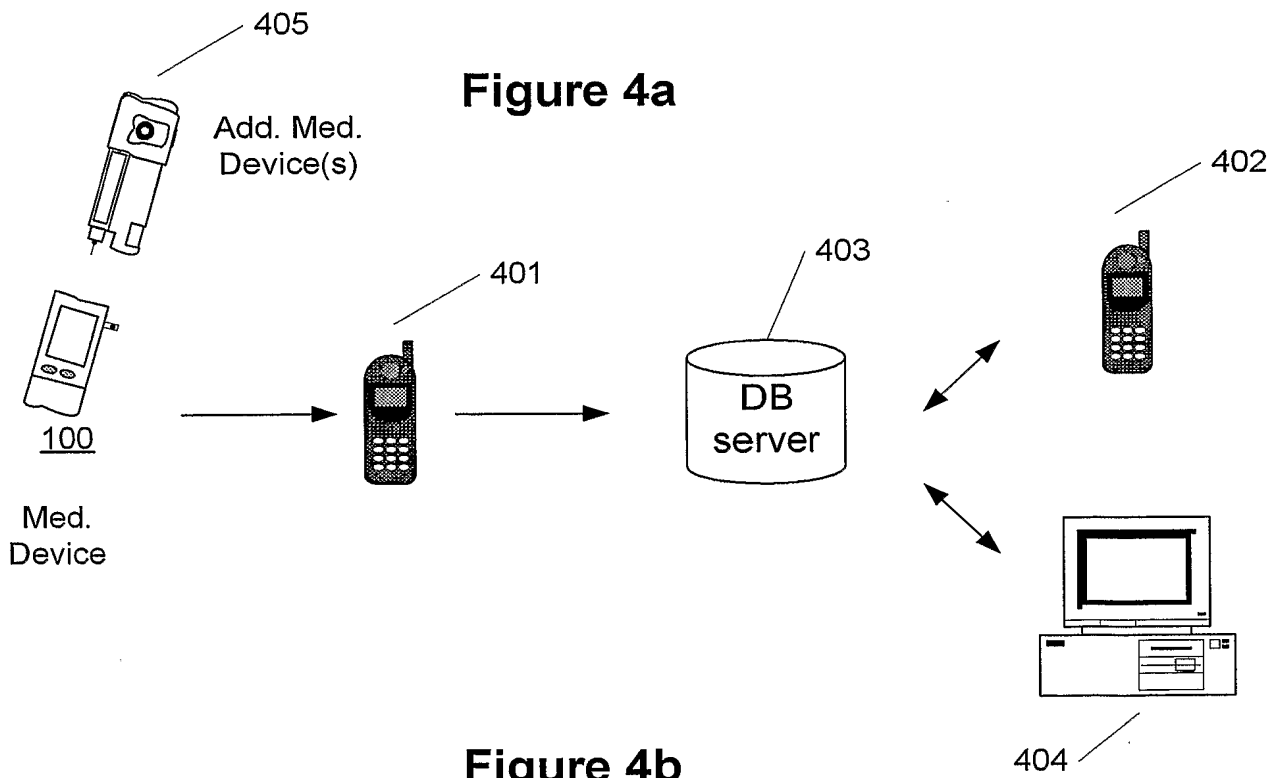 405
Figure 4a
Add. Med.
Device(s)
402
403
401
DB
server
100
Med.
Device
Figure 4b
404